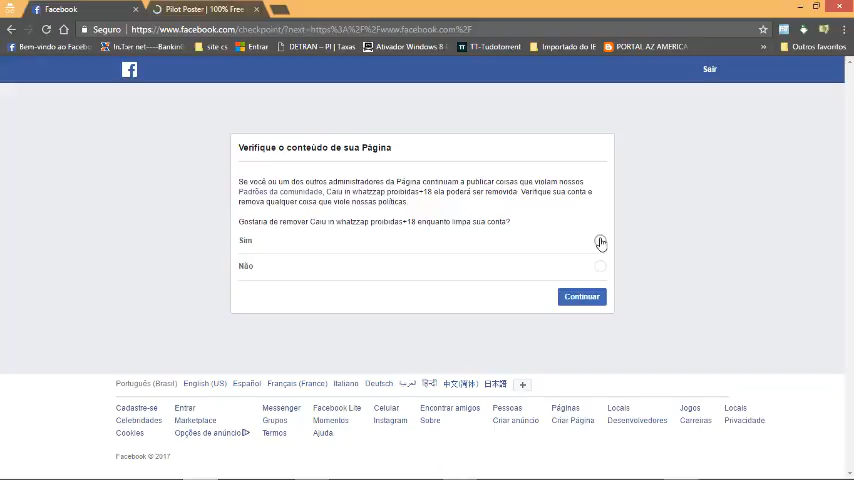 Facebook
Pilot Poster | 100% Free
Seguro
https://www.facebook.com/checkpoint/?next=https%3A%2F%2Fwww.facebook.com%2F
Bem-vindo ao Facebo
site cs
Entrar
DETRAN – PI | Taxas
Ativador Windows 8
TT-Tudotorrent
Importado do IE
PORTAL AZ AMERICA
»
Outros favoritos
Sair
Verifique o conteúdo de sua Página
Se você ou um dos outros administradores da Página continuam a publicar coisas que violam nossos
Padrões da comunidade, Caiu in whatzzap proibidas+18 ela poderá ser removida. Verifique sua conta e
remova qualquer coisa que viole nossas políticas.
Gostaria de remover Caiu in whatzzap proibidas+18 enquanto limpa sua conta?
Sim
Não
Continuar
Português (Brasil) English (US) Español Français (France) Italiano Deutsch العربية हिन्दी 中文(简体) 日本語 +
Cadastre-se Entrar Messenger Facebook Lite Celular Encontrar amigos Pessoas Páginas Locais Jogos Locais
Celebridades Marketplace Grupos Momentos Instagram Sobre Criar anúncio Criar Página Desenvolvedores Carreiras Privacidade
Cookies Opções de anúncio Termos Ajuda
Facebook © 2017